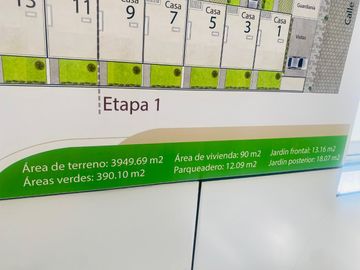 Casa
1
Casa
3
Casa
5
Casa
7
Casa
9
11
13
Guardianía
Visitas
Calle
Etapa 1
Área de terreno: 3949.69 m2
Áreas verdes: 390.10 m2
Área de vivienda: 90 m2
Parqueadero: 12.09 m2
Jardín frontal: 13.16 m2
Jardín posterior: 18.07 m2